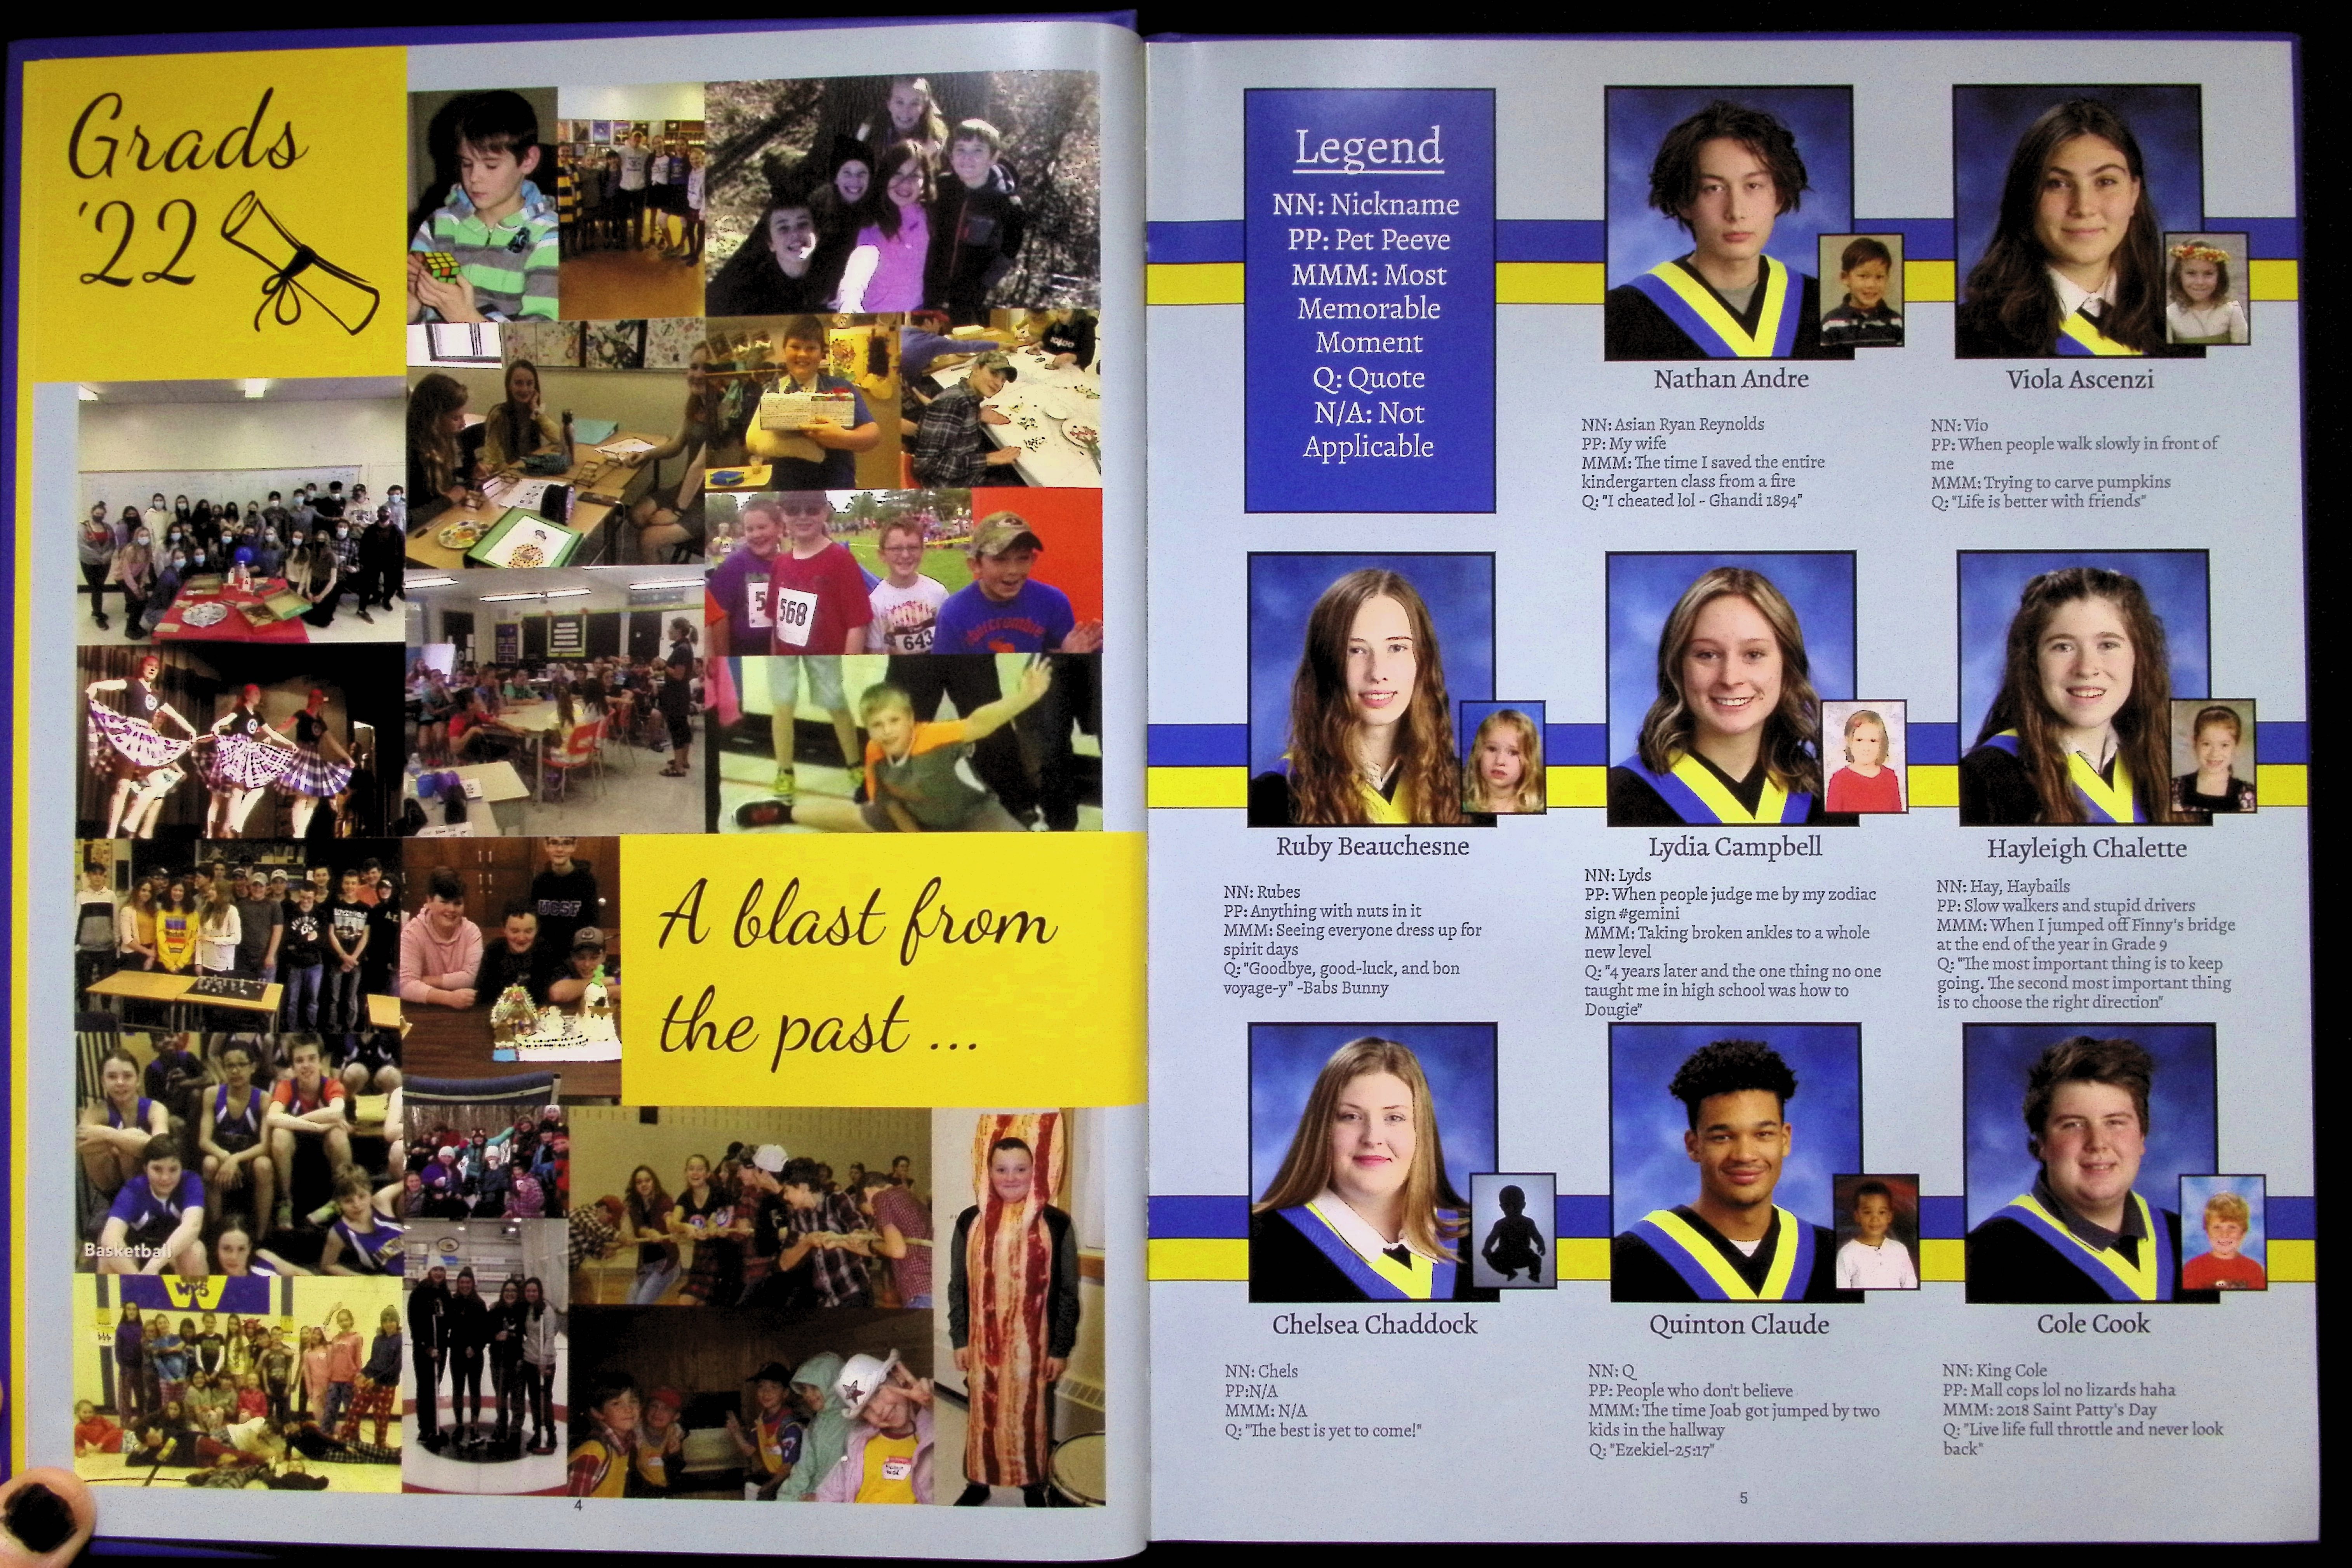 Grads
'22
568
643
UCSF
A blast from
the past ...
Basketball
4
Legend
NN: Nickname
PP: Pet Peeve
MMM: Most
Memorable
Moment
Q: Quote
N/A: Not
Applicable
Nathan Andre
NN: Asian Ryan Reynolds
PP: My wife
MMM: The time I saved the entire
kindergarten class from a fire
Q: "I cheated lol - Ghandi 1894"
Viola Ascenzi
NN: Vio
PP: When people walk slowly in front of
me
MMM: Trying to carve pumpkins
Q: "Life is better with friends"
Ruby Beauchesne
NN: Rubes
PP: Anything with nuts in it
MMM: Seeing everyone dress up for
spirit days
Q: "Goodbye, good-luck, and bon
voyage-y" -Babs Bunny
Lydia Campbell
NN: Lyds
PP: When people judge me by my zodiac
sign #gemini
MMM: Taking broken ankles to a whole
new level
Q: "4 years later and the one thing no one
taught me in high school was how to
Dougie"
Hayleigh Chalette
NN: Hay, Haybails
PP: Slow walkers and stupid drivers
MMM: When I jumped off Finny's bridge
at the end of the year in Grade 9
Q: "The most important thing is to keep
going. The second most important thing
is to choose the right direction"
Chelsea Chaddock
NN: Chels
PP:N/A
MMM: N/A
Q: "The best is yet to come!"
Quinton Claude
NN: Q
PP: People who don't believe
MMM: The time Joab got jumped by two
kids in the hallway
Q: "Ezekiel-25:17"
Cole Cook
NN: King Cole
PP: Mall cops lol no lizards haha
MMM: 2018 Saint Patty's Day
Q: "Live life full throttle and never look
back"
5